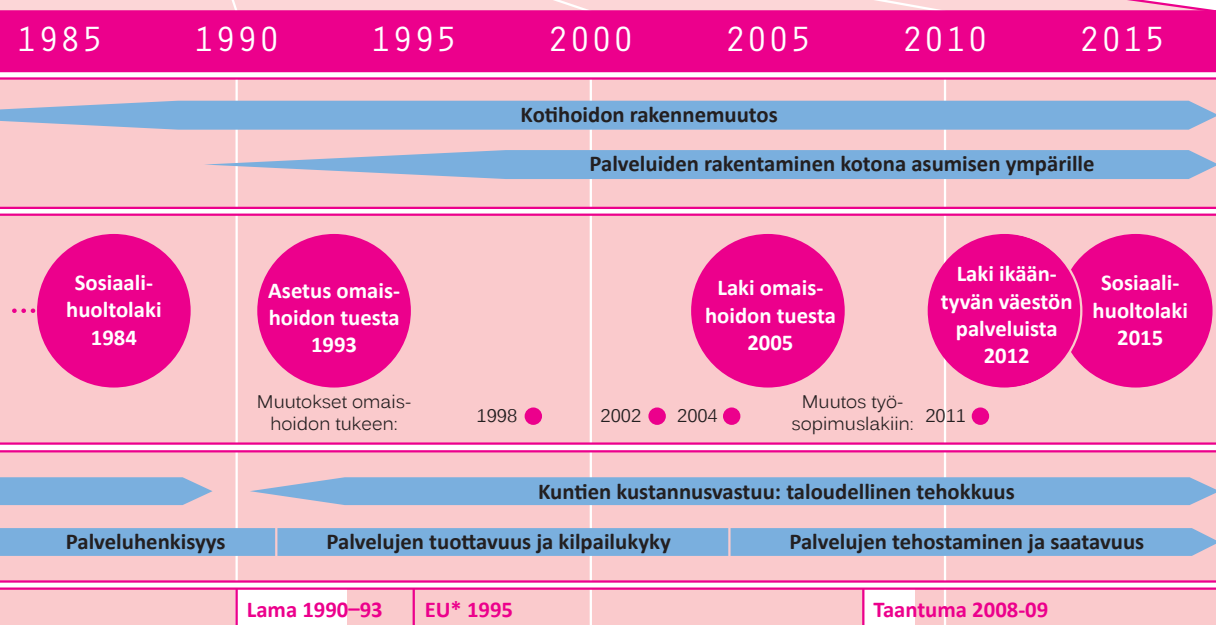 1985 1990 1995 2000 2005 2010 2015
Kotihoidon rakennemuutos
Palveluiden rakentaminen kotona asumisen ympärille
Sosiaali-
huoltolaki
1984
Asetus omais-
hoidon tuesta
1993
Laki omais-
hoidon tuesta
2005
Laki ikään-
tyvän väestön
palveluista
2012
Sosiaali-
huoltolaki
2015
Muutokset omais-
hoidon tukeen:
1998
2002
2004
Muutos työ-
sopimuslakiin:
2011
Kuntien kustannusvastuu: taloudellinen tehokkuus
Palveluhenkisyys
Palvelujen tuottavuus ja kilpailukyky
Palvelujen tehostaminen ja saatavuus
Lama 1990–93
EU* 1995
Taantuma 2008-09